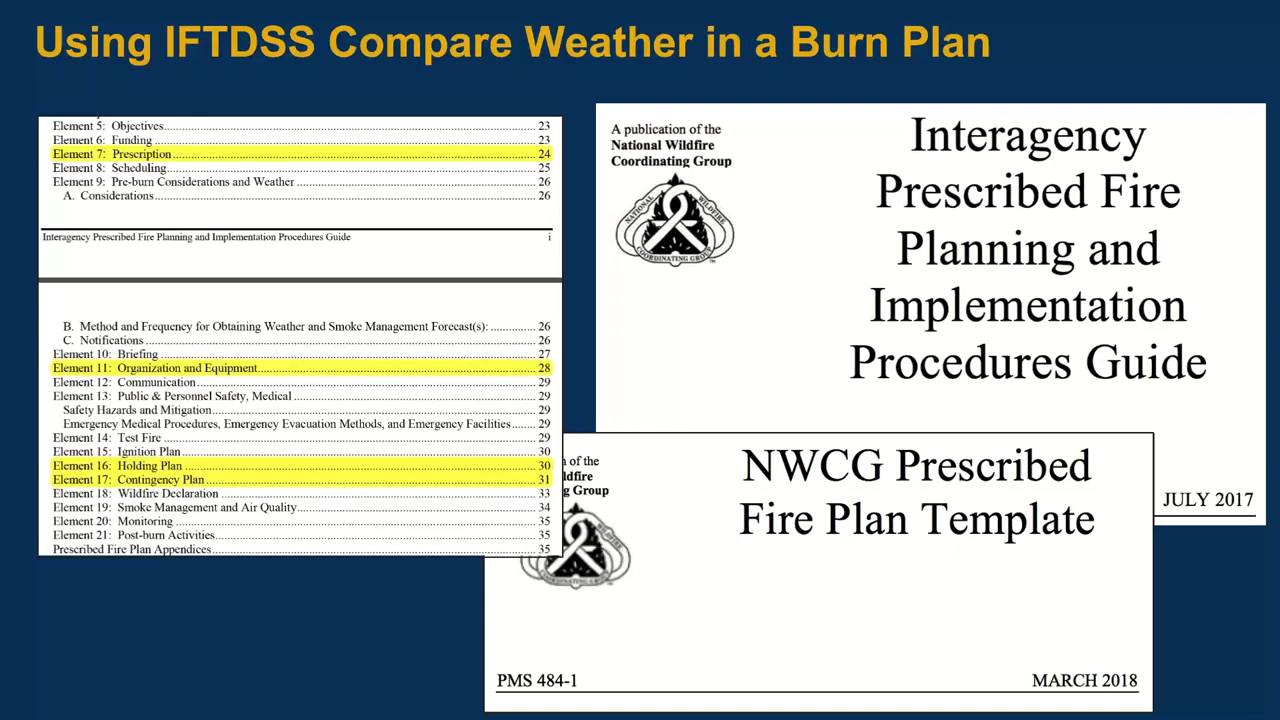 Using IFTDSS Compare Weather in a Burn Plan
Element 5: Objectives 23
Element 6: Funding 23
Element 7: Prescription 24
Element 8: Scheduling 25
Element 9: Pre-burn Considerations and Weather 26
A. Considerations 26
Interagency Prescribed Fire Planning and Implementation Procedures Guide i
B. Method and Frequency for Obtaining Weather and Smoke Management Forecast(s): 26
C. Notifications 26
Element 10: Briefing 27
Element 11: Organization and Equipment 28
Element 12: Communication 29
Element 13: Public & Personnel Safety, Medical 29
Safety Hazards and Mitigation 29
Emergency Medical Procedures, Emergency Evacuation Methods, and Emergency Facilities 29
Element 14: Test Fire 29
Element 15: Ignition Plan 30
Element 16: Holding Plan 30
Element 17: Contingency Plan 31
Element 18: Wildfire Declaration 33
Element 19: Smoke Management and Air Quality 34
Element 20: Monitoring 35
Element 21: Post-burn Activities 35
Prescribed Fire Plan Appendices 35
A publication of the
National Wildfire
Coordinating Group
NATIONAL WILDFIRE
COORDINATING GROUP
Interagency
Prescribed Fire
Planning and
Implementation
Procedures Guide
JULY 2017
n of the
ldfire
g Group
NWCG Prescribed
Fire Plan Template
PMS 484-1
MARCH 2018